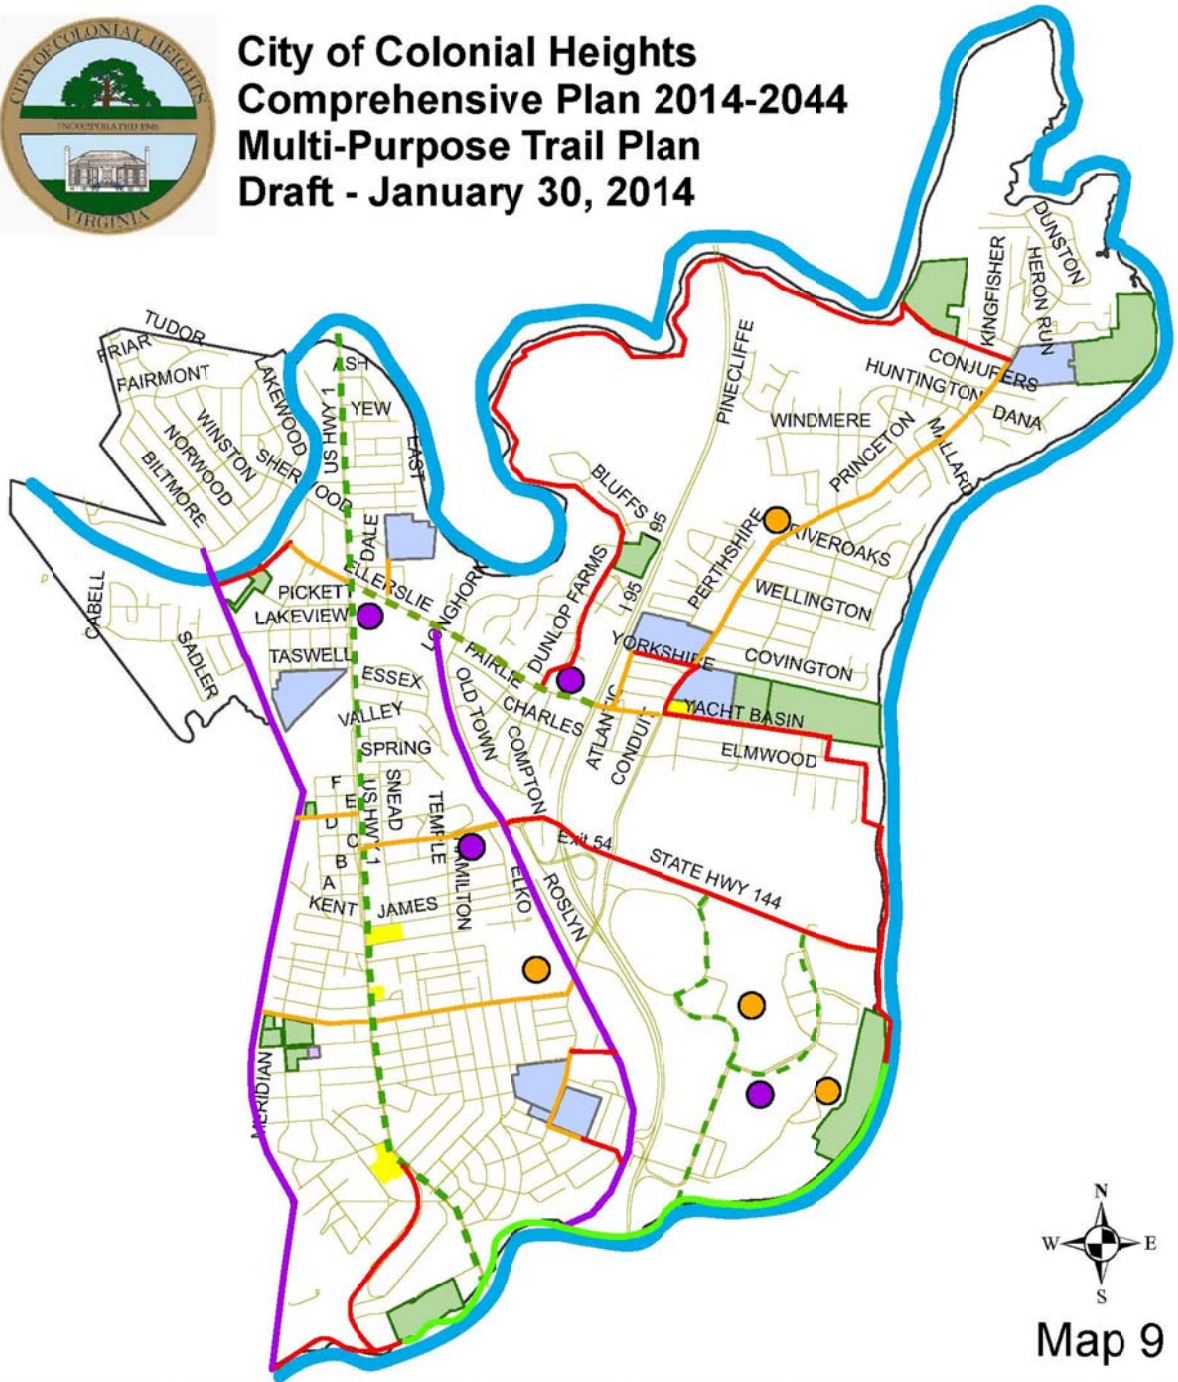 CITY OF COLONIAL HEIGHTS
INCORPORATED 1948
VIRGINIA
City of Colonial Heights
Comprehensive Plan 2014-2044
Multi-Purpose Trail Plan
Draft - January 30, 2014
DUNSTON
KINGFISHER
HERON RUN
TUDOR
FRIAR
FAIRMONT
LAKEWOOD
ASH
US HWY 1
YEW
EAST
PINECLIFFE
CONJURERS
HUNTINGTON
DANA
WINDMERE
PRINCETON
MALLARD
WINSTON
NORWOOD
BILTMORE
SHERWOOD
BLUFFS
I 95
I 95
PERTHSHIRE
RIVEROAKS
DALE
ELLERSLIE
PICKETT
LAKEVIEW
LONGHORN
DUNLOP FARMS
WELLINGTON
CABELL
SADLER
TASWELL
ESSEX
FAIRLIE
YORKSHIRE
COVINGTON
OLD TOWN
CHARLES
ATLANTIC
CONDUIT
YACHT BASIN
VALLEY
SPRING
COMPTON
ELMWOOD
F
E
D
C
B
A
US HWY 1
SNEAD
TEMPLE
HAMILTON
Exit 54
STATE HWY 144
KENT
JAMES
ELKO
ROSLYN
MERIDIAN
N
W
E
S
Map 9